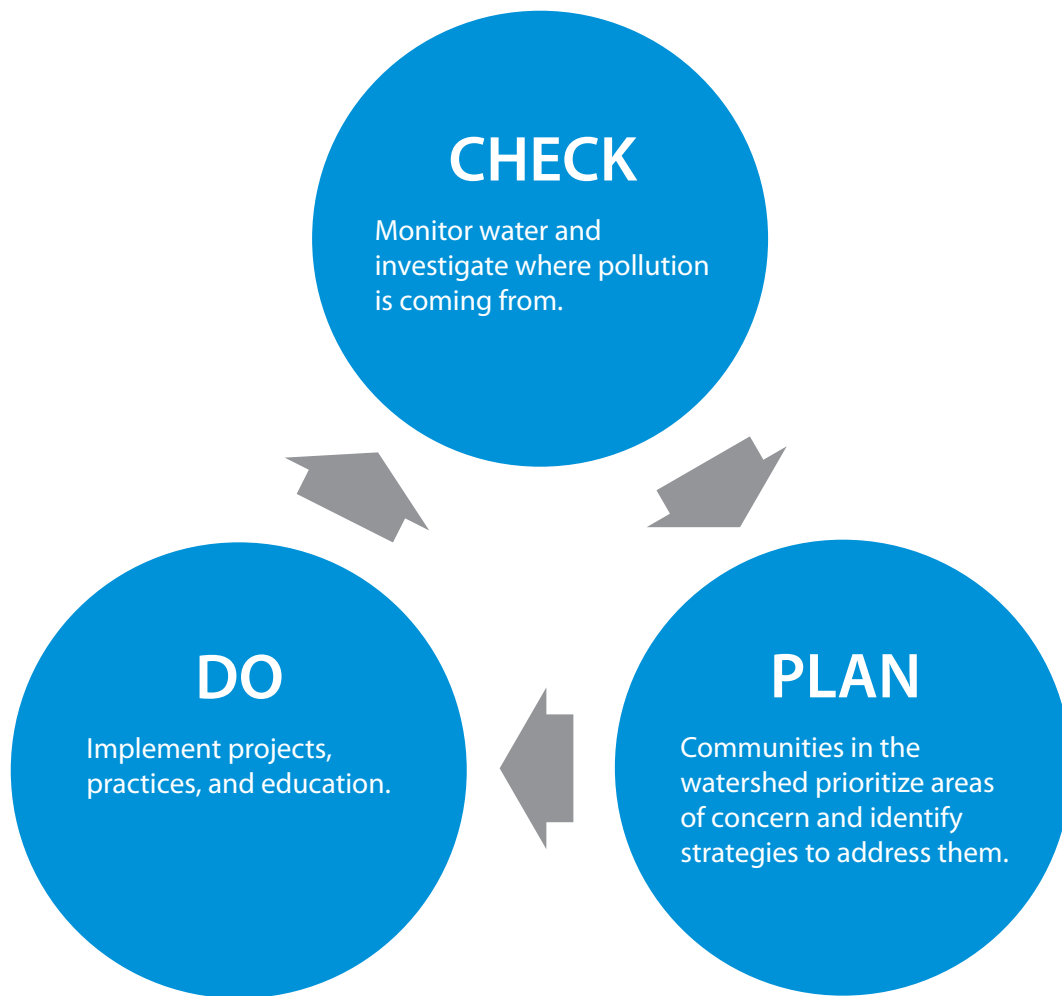 CHECK
Monitor water and
investigate where pollution
is coming from.
DO
Implement projects,
practices, and education.
PLAN
Communities in the
watershed prioritize areas
of concern and identify
strategies to address them.